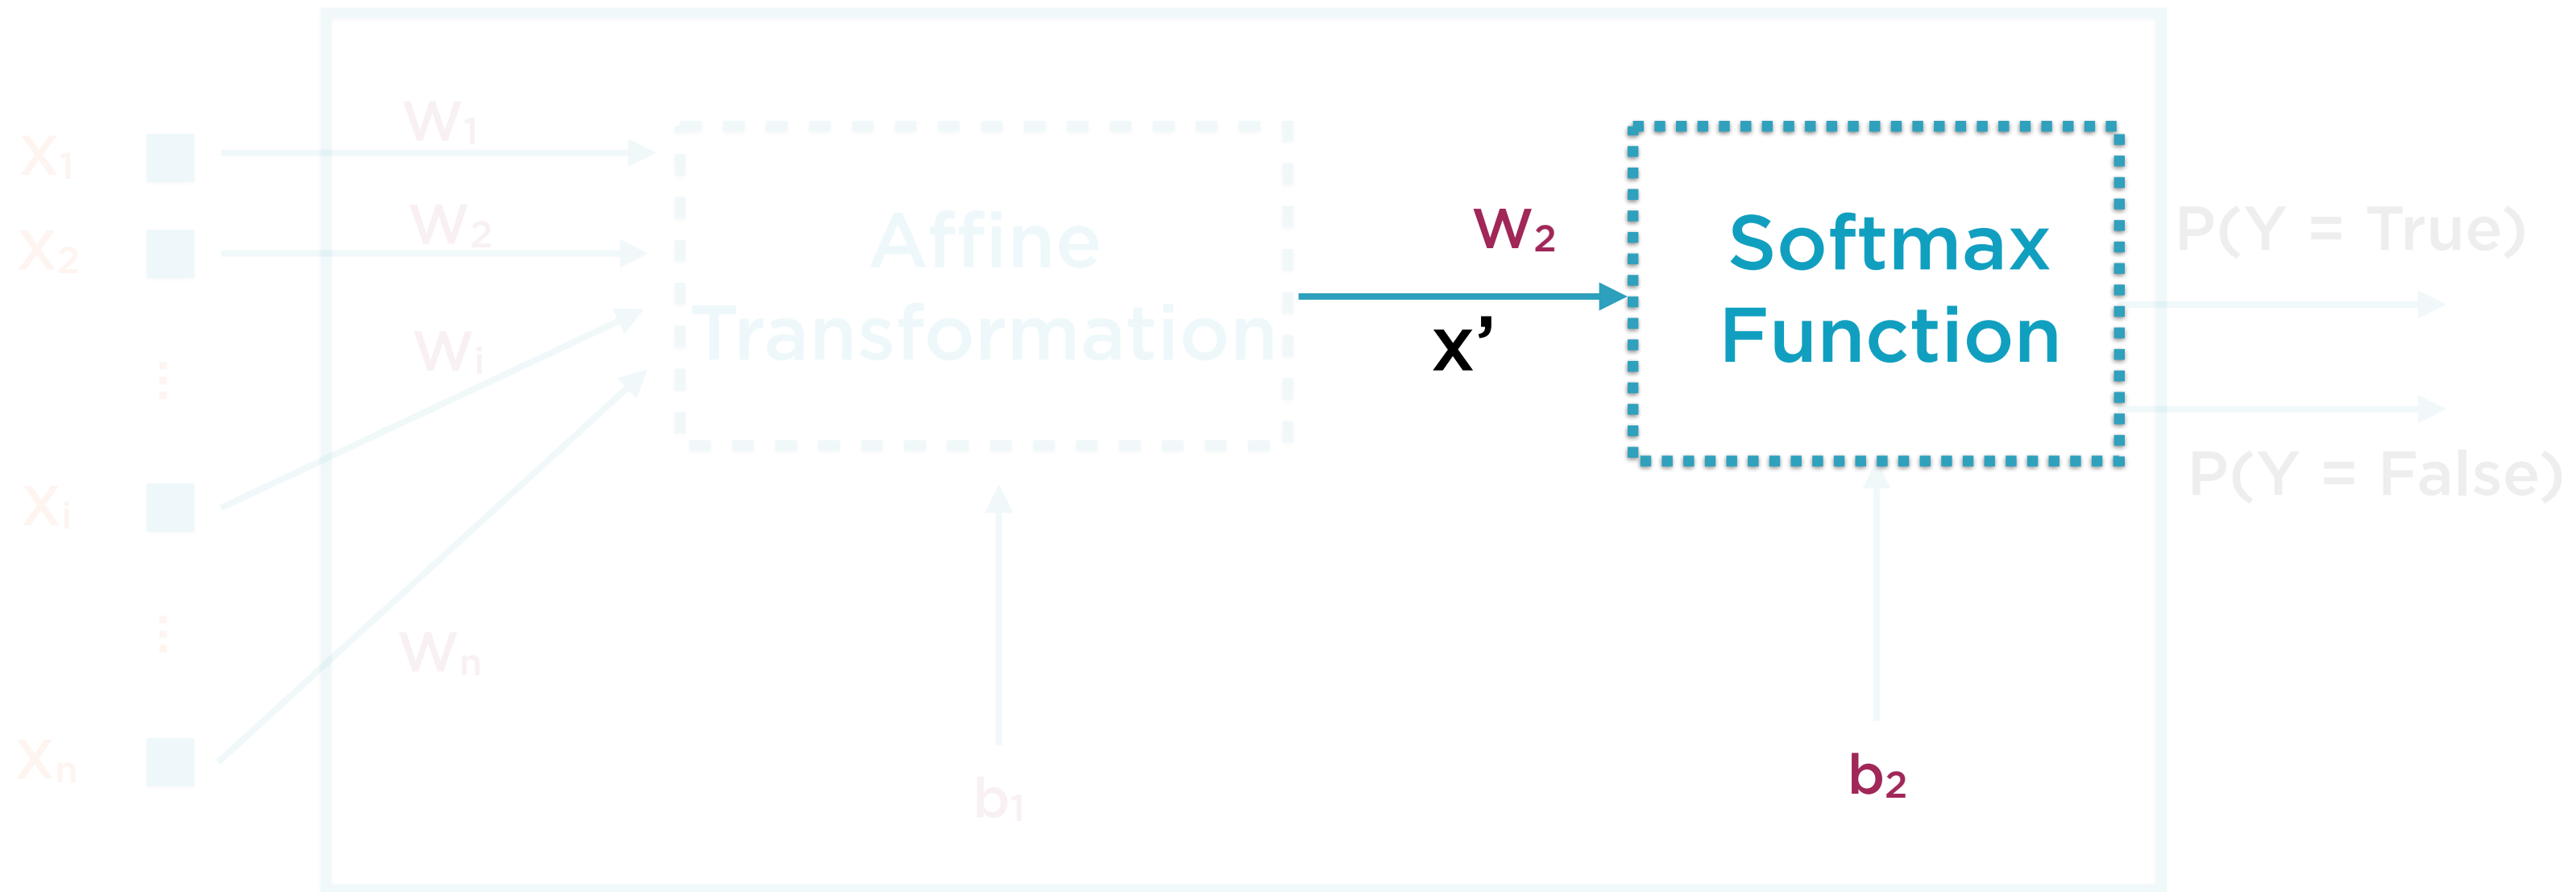 X1
W1
X2
W2
Affine
Transformation
W2
x’
Softmax
Function
P(Y = True)
P(Y = False)
Wi
⋮
Xi
⋮
Wn
Xn
b1
b2